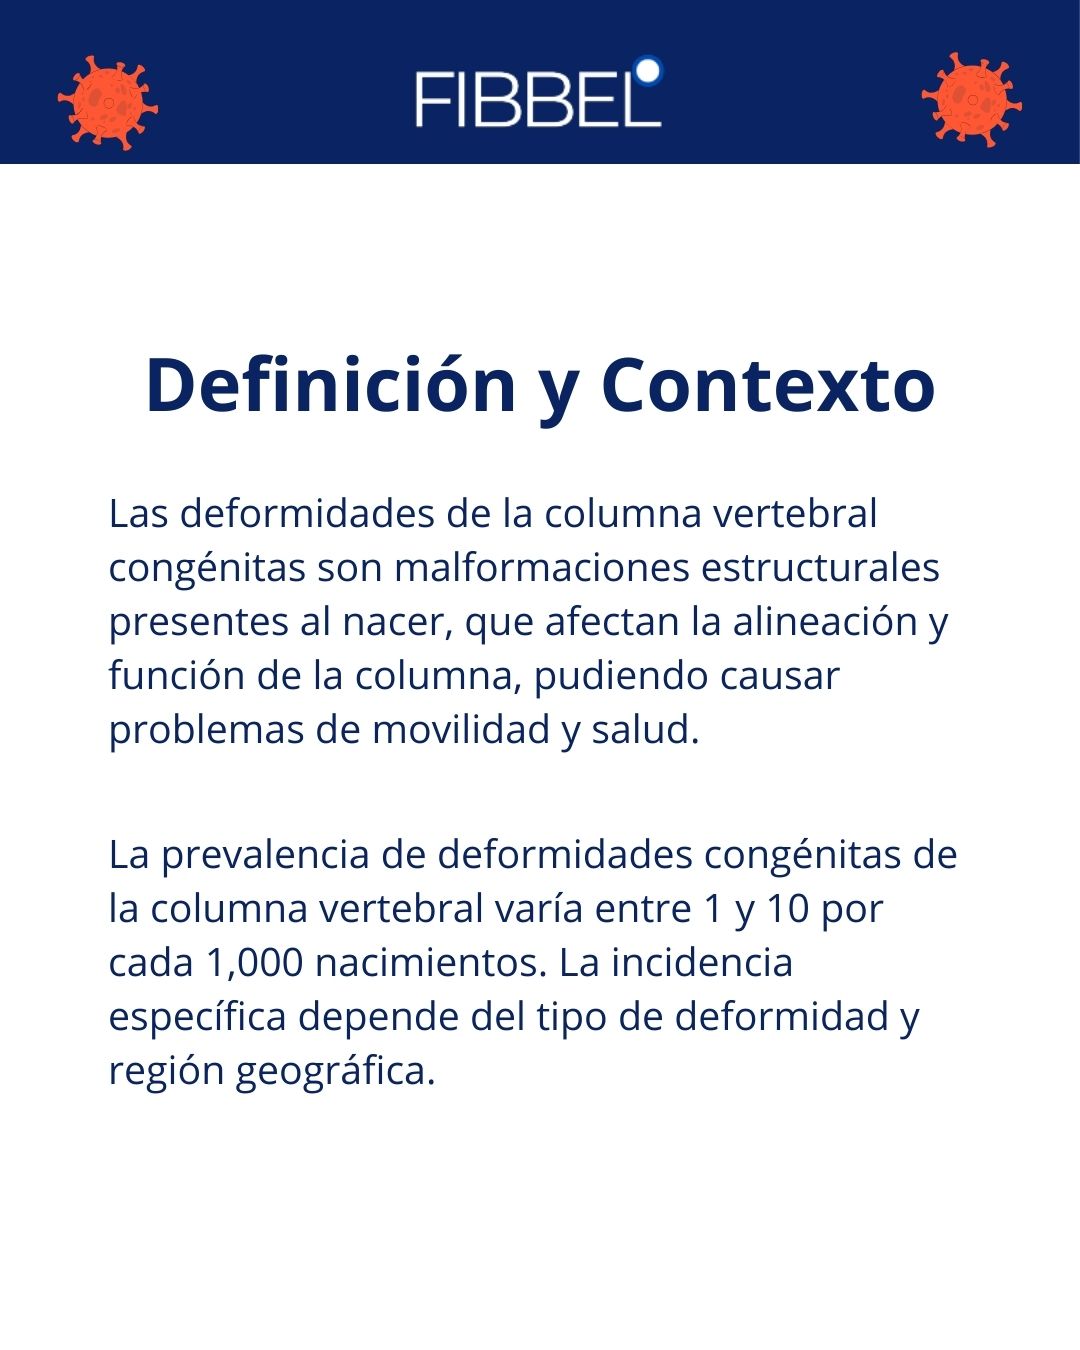 FIBBEL
Definición y Contexto
Las deformidades de la columna vertebral
congénitas son malformaciones estructurales
presentes al nacer, que afectan la alineación y
función de la columna, pudiendo causar
problemas de movilidad y salud.
La prevalencia de deformidades congénitas de
la columna vertebral varía entre 1 y 10 por
cada 1,000 nacimientos. La incidencia
específica depende del tipo de deformidad y
región geográfica.